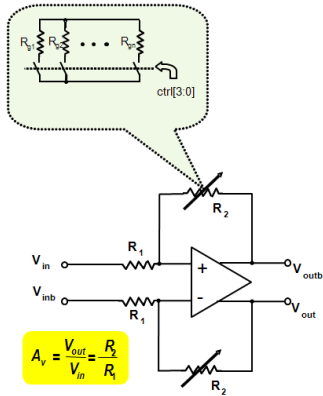 Rg1 Rg2 • • • Rgn
ctrl[3:0]
R2
R1
Vin
+
Voutb
Vinb
-
Vout
R1
Av = Vout/Vin = R2/R1
R2